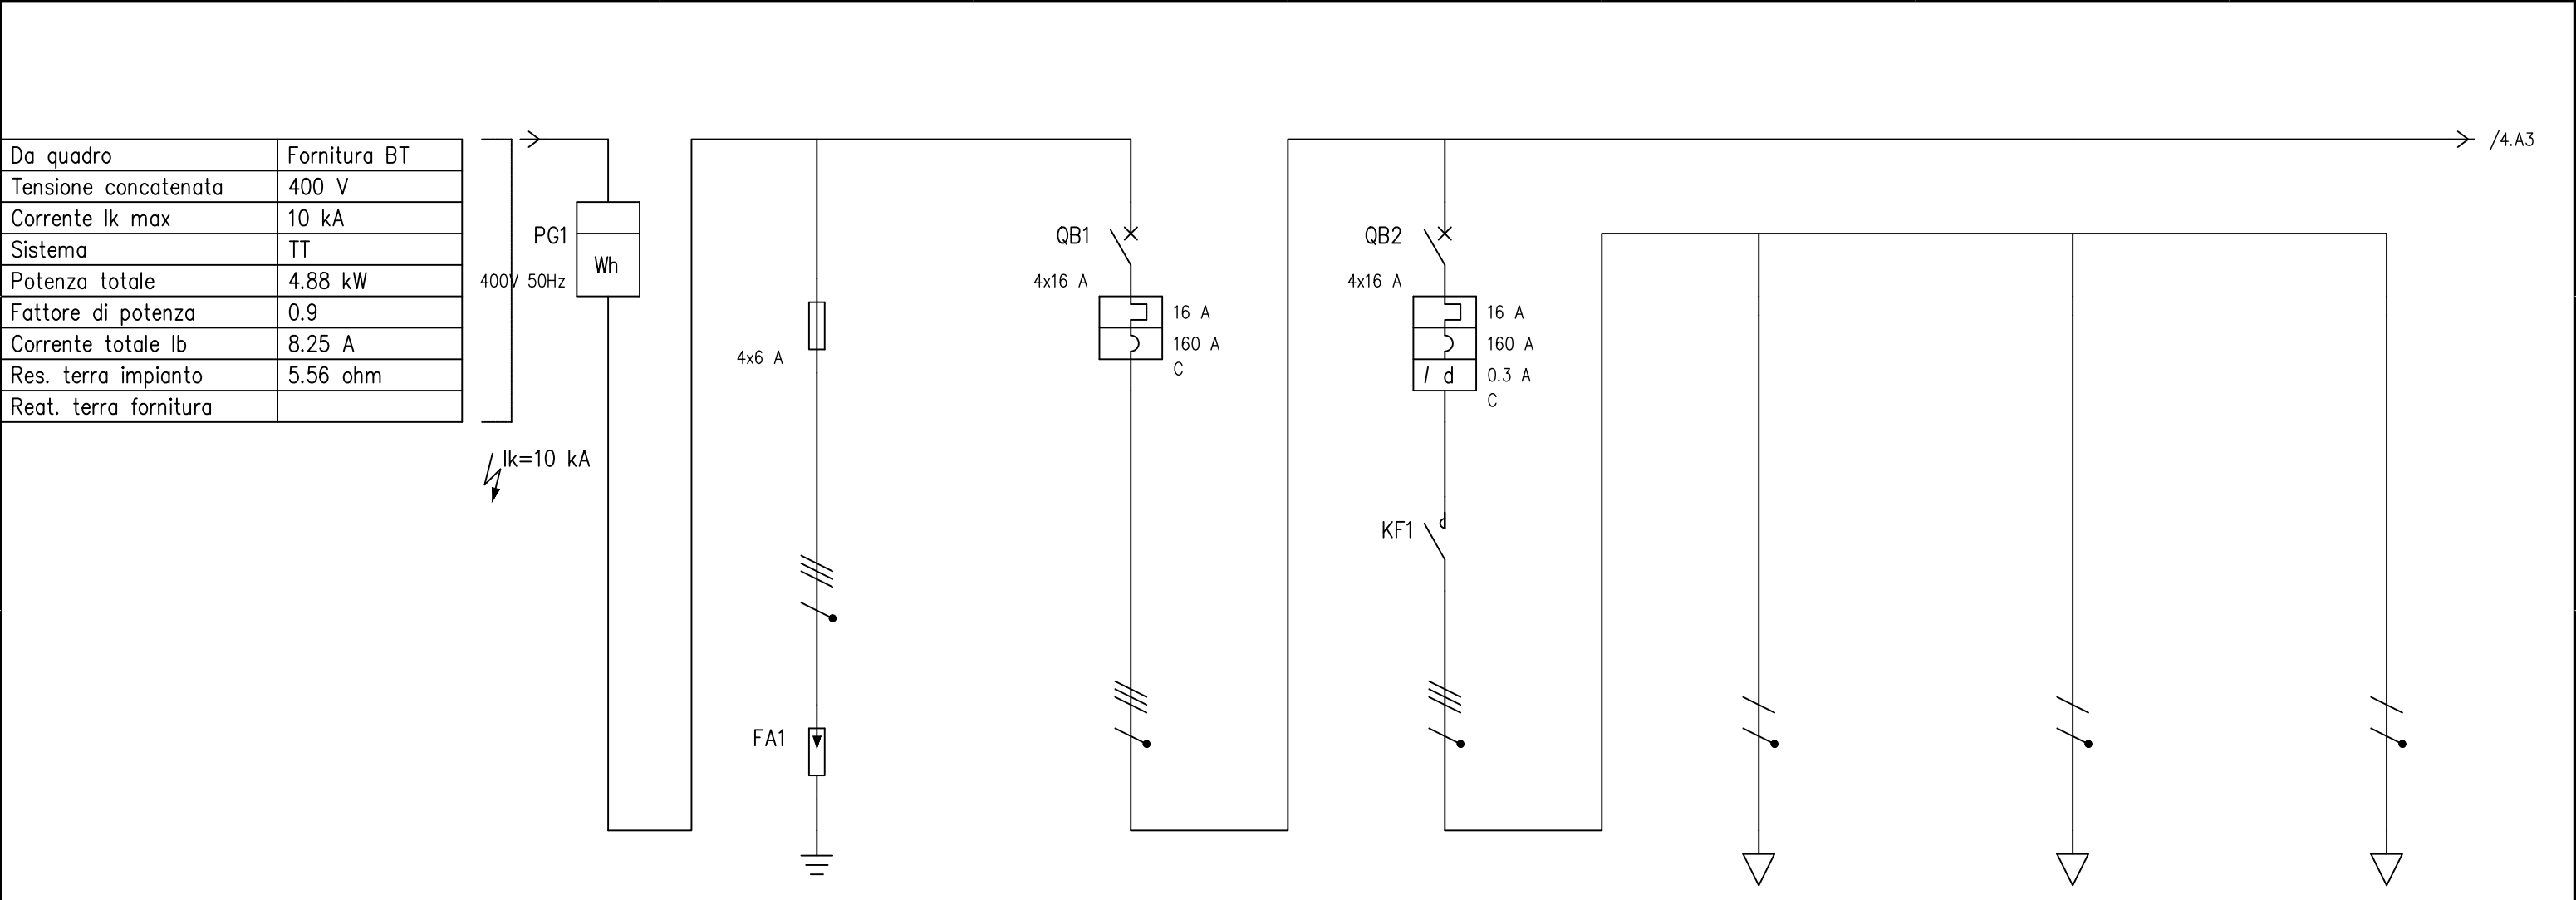 Da quadro Fornitura BT
Tensione concatenata 400 V
Corrente Ik max 10 kA
Sistema TT
Potenza totale 4.88 kW
Fattore di potenza 0.9
Corrente totale Ib 8.25 A
Res. terra impianto 5.56 ohm
Reat. terra fornitura
Ik=10 kA
PG1
Wh
400V 50Hz
4x6 A
FA1
QB1
4x16 A
16 A
160 A
C
QB2
4x16 A
16 A
160 A
I d 0.3 A
C
KF1
/4.A3